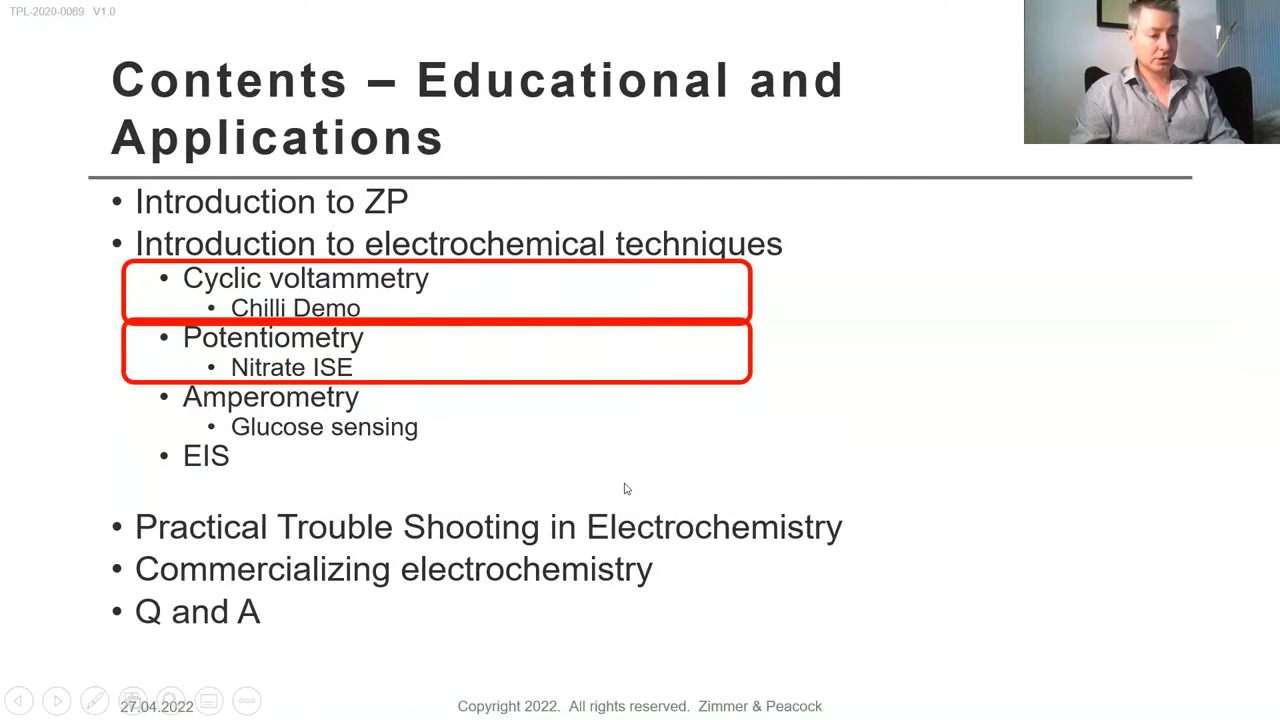 TPL-2020-0069 V1.0
Contents – Educational and
Applications
• Introduction to ZP
• Introduction to electrochemical techniques
• Cyclic voltammetry
• Chilli Demo
• Potentiometry
• Nitrate ISE
• Amperometry
• Glucose sensing
• EIS
• Practical Trouble Shooting in Electrochemistry
• Commercializing electrochemistry
• Q and A
27.04.2022
Copyright 2022. All rights reserved. Zimmer & Peacock